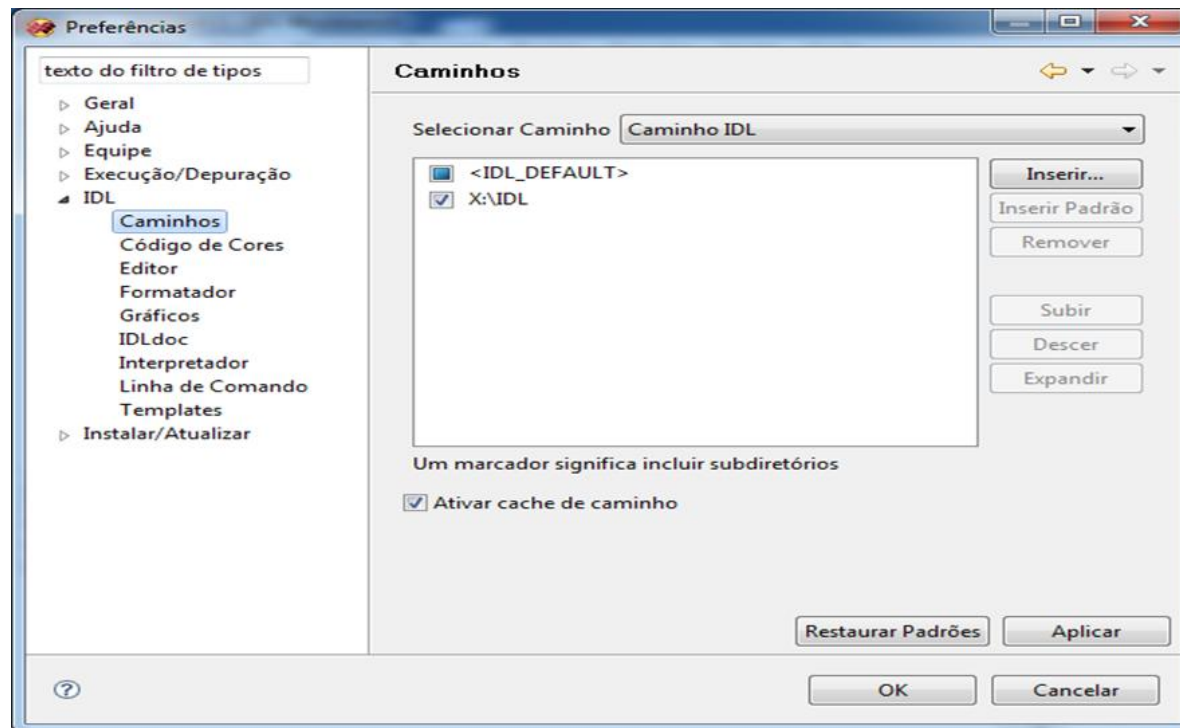 Preferências
texto do filtro de tipos
Geral
Ajuda
Equipe
Execução/Depuração
IDL
Caminhos
Código de Cores
Editor
Formatador
Gráficos
IDLdoc
Interpretador
Linha de Comando
Templates
Instalar/Atualizar
Caminhos
Selecionar Caminho Caminho IDL
<IDL_DEFAULT>
X:\IDL
Inserir...
Inserir Padrão
Remover
Subir
Descer
Expandir
Um marcador significa incluir subdiretórios
Ativar cache de caminho
Restaurar Padrões Aplicar
? OK Cancelar